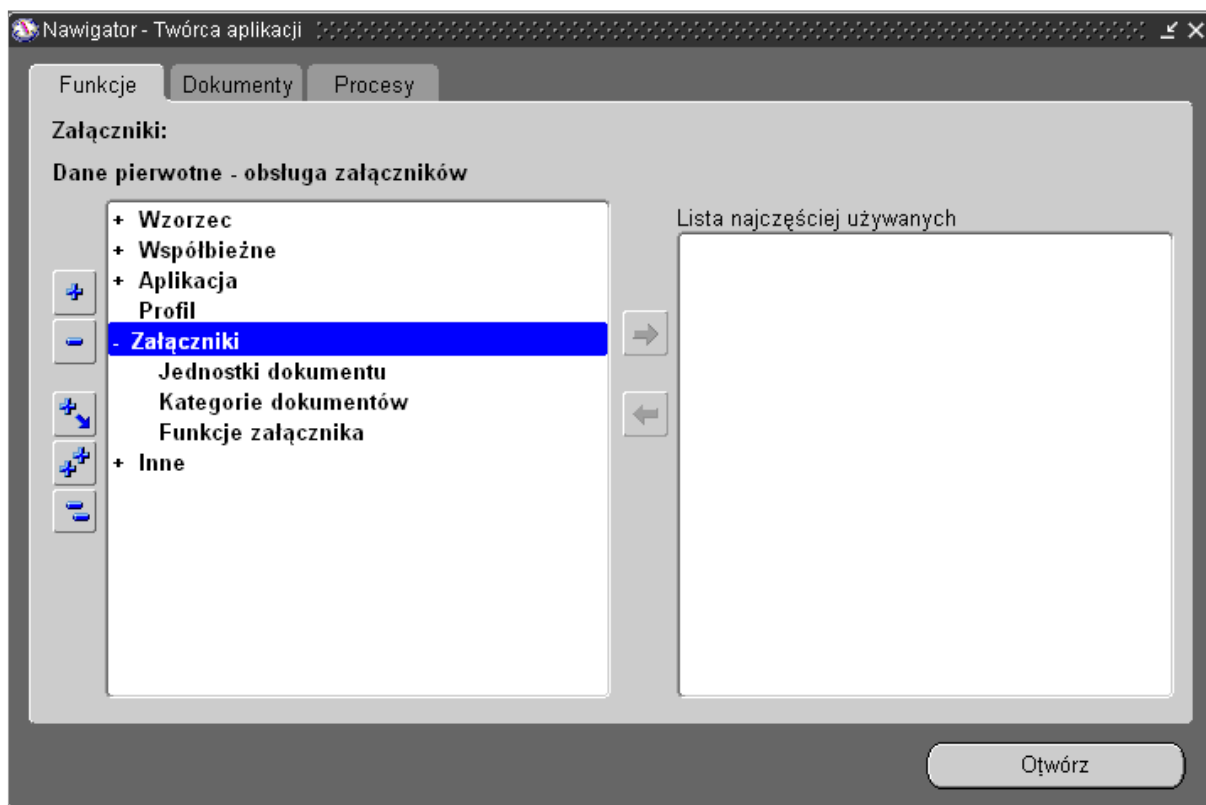 Nawigator - Twórca aplikacji
Funkcje
Dokumenty
Procesy
Załączniki:
Dane pierwotne - obsługa załączników
+ Wzorzec
+ Współbieżne
+ Aplikacja
Profil
- Załączniki
Jednostki dokumentu
Kategorie dokumentów
Funkcje załącznika
+ Inne
Lista najczęściej używanych
Otwórz